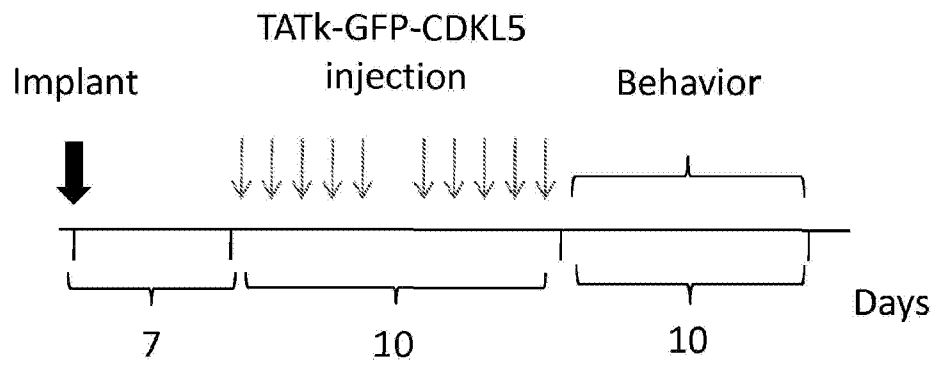 TATk-GFP-CDKL5
injection
Implant
Behavior
7
10
10
Days